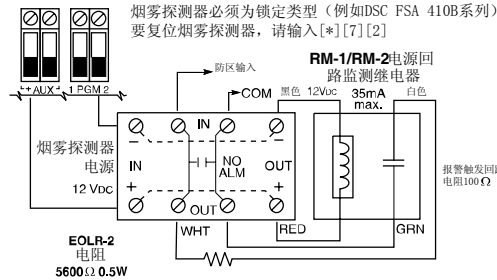 烟雾探测器必须为锁定类型（例如DSC FSA 410B系列）
要复位烟雾探测器，请输入[*][7][2]
RM-1/RM-2电源回
路监测继电器
防区输入
COM
黑色 12VDC 35mA max. 白色
+ AUX - 1 PGM 2
烟雾探测器
电源
12 VDC
IN
- -
IN NO ALM OUT
+ +
OUT
报警触发回
电阻100Ω
WHT RED GRN
EOLR-2
电阻
5600Ω 0.5W